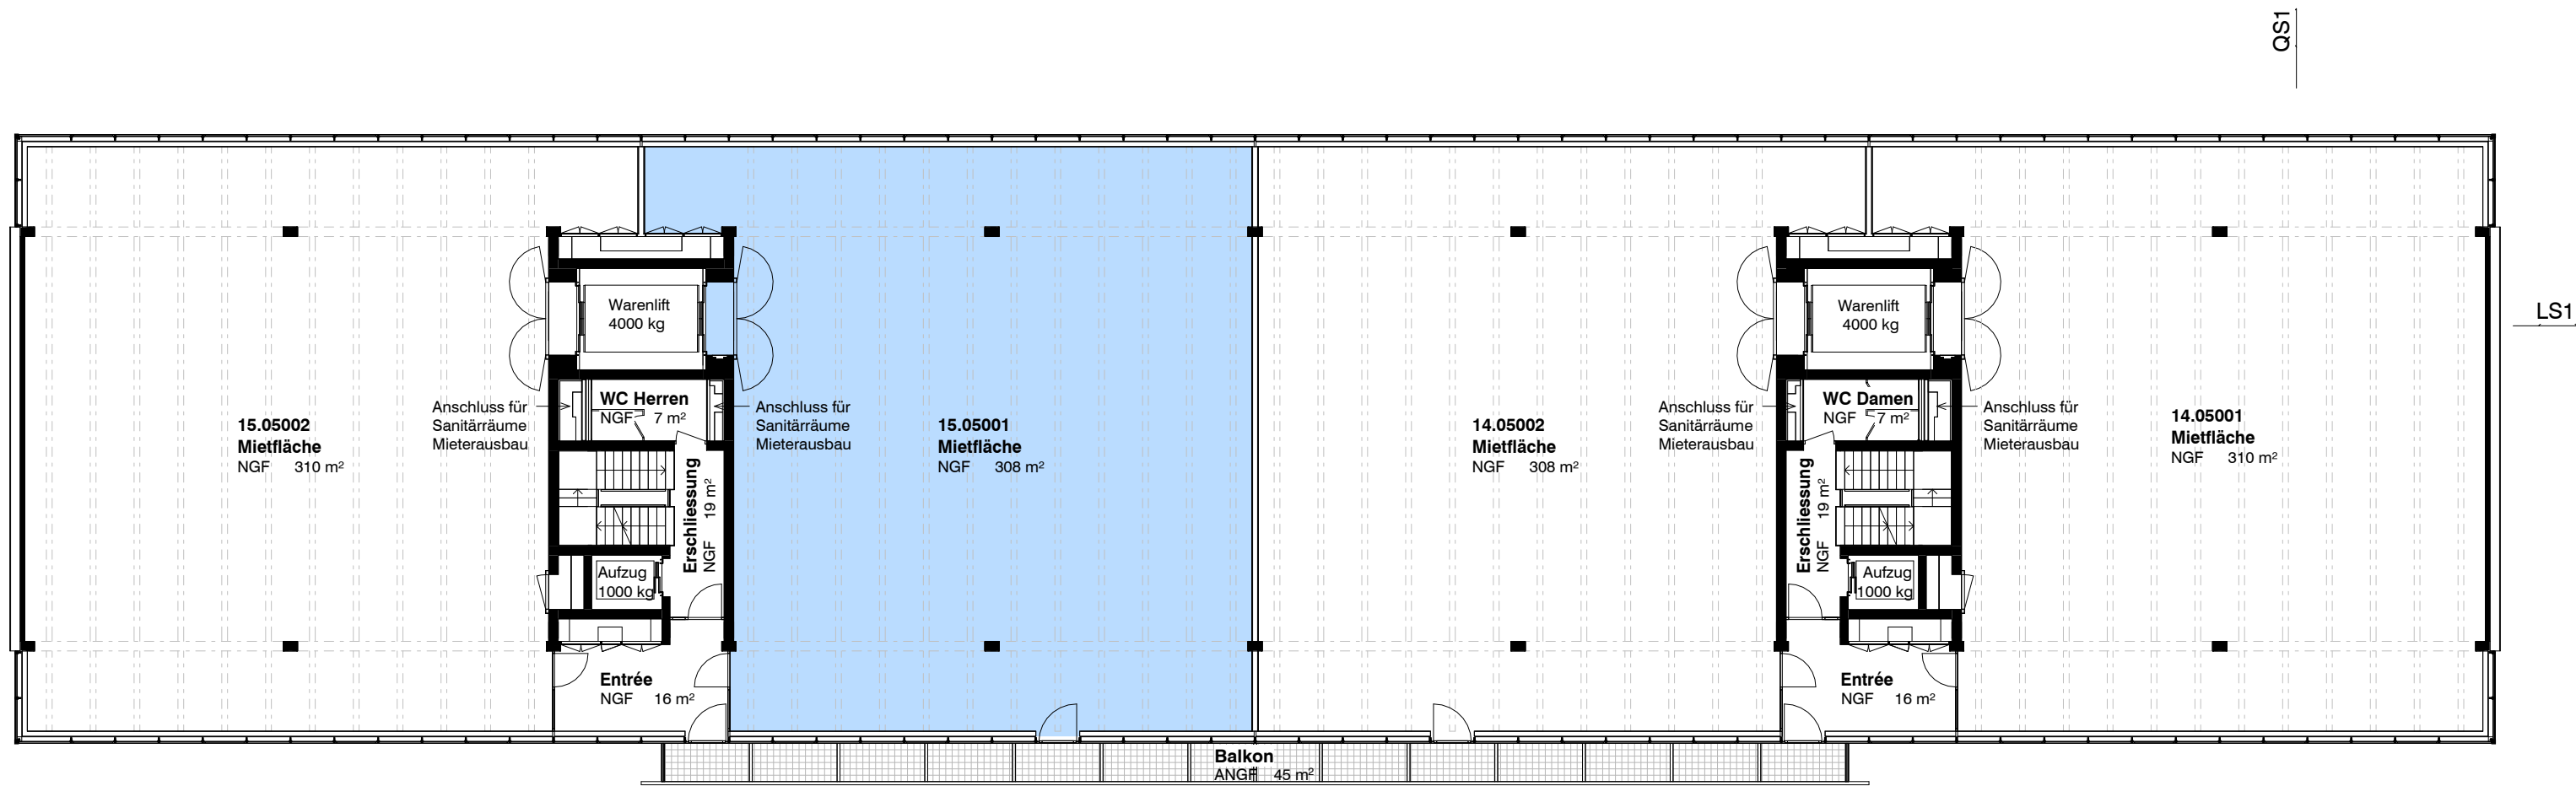 QS1
LS1
15.05002
Mietfläche
NGF 310 m²
Warenlift
4000 kg
WC Herren
NGF 7 m²
Anschluss für
Sanitärräume
Mieterausbau
Anschluss für
Sanitärräume
Mieterausbau
Erschliessung
NGF 19 m²
Aufzug
1000 kg
Entrée
NGF 16 m²
15.05001
Mietfläche
NGF 308 m²
14.05002
Mietfläche
NGF 308 m²
Warenlift
4000 kg
WC Damen
NGF 7 m²
Anschluss für
Sanitärräume
Mieterausbau
Anschluss für
Sanitärräume
Mieterausbau
Erschliessung
NGF 19 m²
Aufzug
1000 kg
Entrée
NGF 16 m²
14.05001
Mietfläche
NGF 310 m²
Balkon
ANGF 45 m²